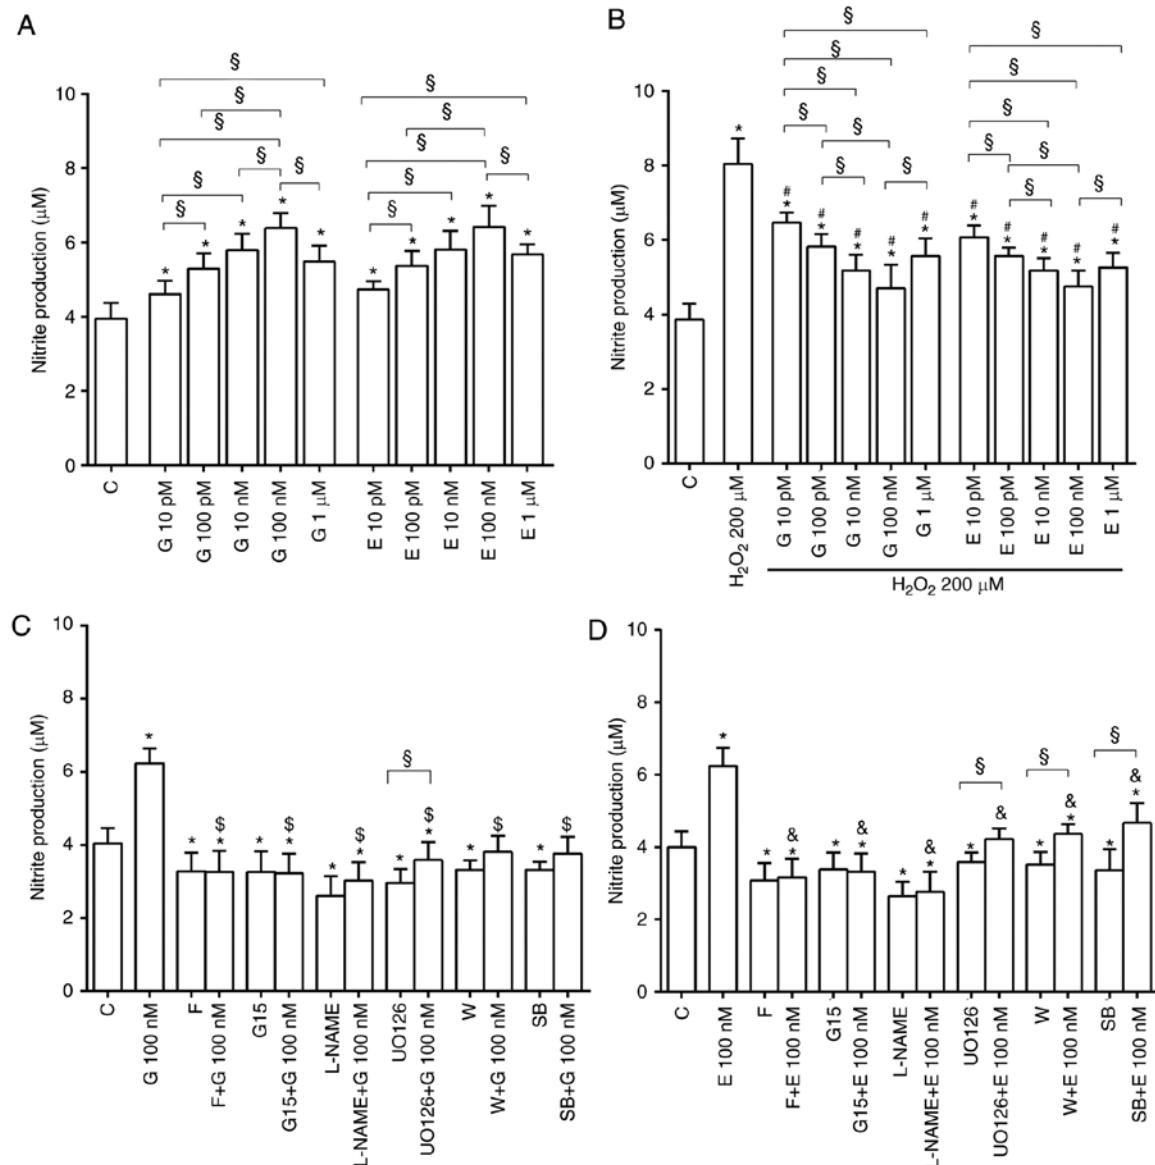 A
Nitrite production (μM)
10
8
6
4
2
0
§ § § § § § §
§ § § § § §
* * * * * * * * * *
C
G 10 pM
G 100 pM
G 10 nM
G 100 nM
G 1 μM
E 10 pM
E 100 pM
E 10 nM
E 100 nM
E 1 μM
B
Nitrite production (μM)
10
8
6
4
2
0
§ § § § § § §
§ § § § § § §
*
# # # # # # # # # #
* * * * * * * * * *
C
H₂O₂ 200 μM
G 10 pM
G 100 pM
G 10 nM
G 100 nM
G 1 μM
E 10 pM
E 100 pM
E 10 nM
E 100 nM
E 1 μM
H₂O₂ 200 μM
C
Nitrite production (μM)
10
8
6
4
2
0
§
*
$ $ $ $ $ $
* * * * * * * * * *
C
G 100 nM
F
F+G 100 nM
G15
G15+G 100 nM
L-NAME
L-NAME+G 100 nM
UO126
UO126+G 100 nM
W
W+G 100 nM
SB
SB+G 100 nM
D
Nitrite production (μM)
10
8
6
4
2
0
§ § §
*
& & & & & &
* * * * * * * * * * *
C
E 100 nM
F
F+E 100 nM
G15
G15+E 100 nM
L-NAME
L-NAME+E 100 nM
UO126
UO126+E 100 nM
W
W+E 100 nM
SB
SB+E 100 nM